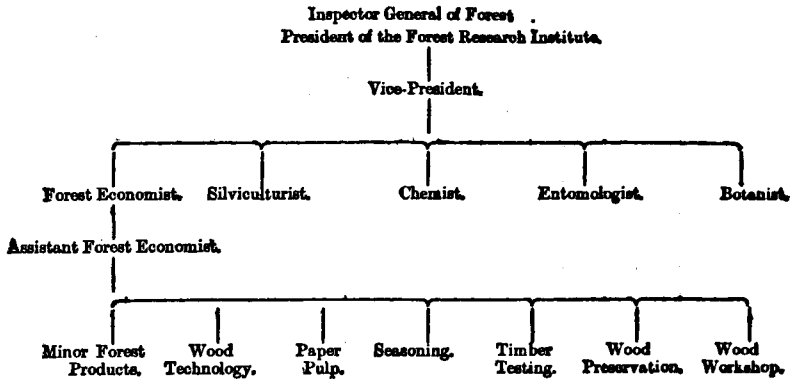 Inspector General of Forest.
President of the Forest Research Institute.
Vice-President.
Forest Economist. Silviculturist. Chemist. Entomologist. Botanist.
Assistant Forest Economist.
Minor Forest Wood Paper Seasoning. Timber Wood Wood
Products. Technology. Pulp. Testing. Preservation. Workshop.